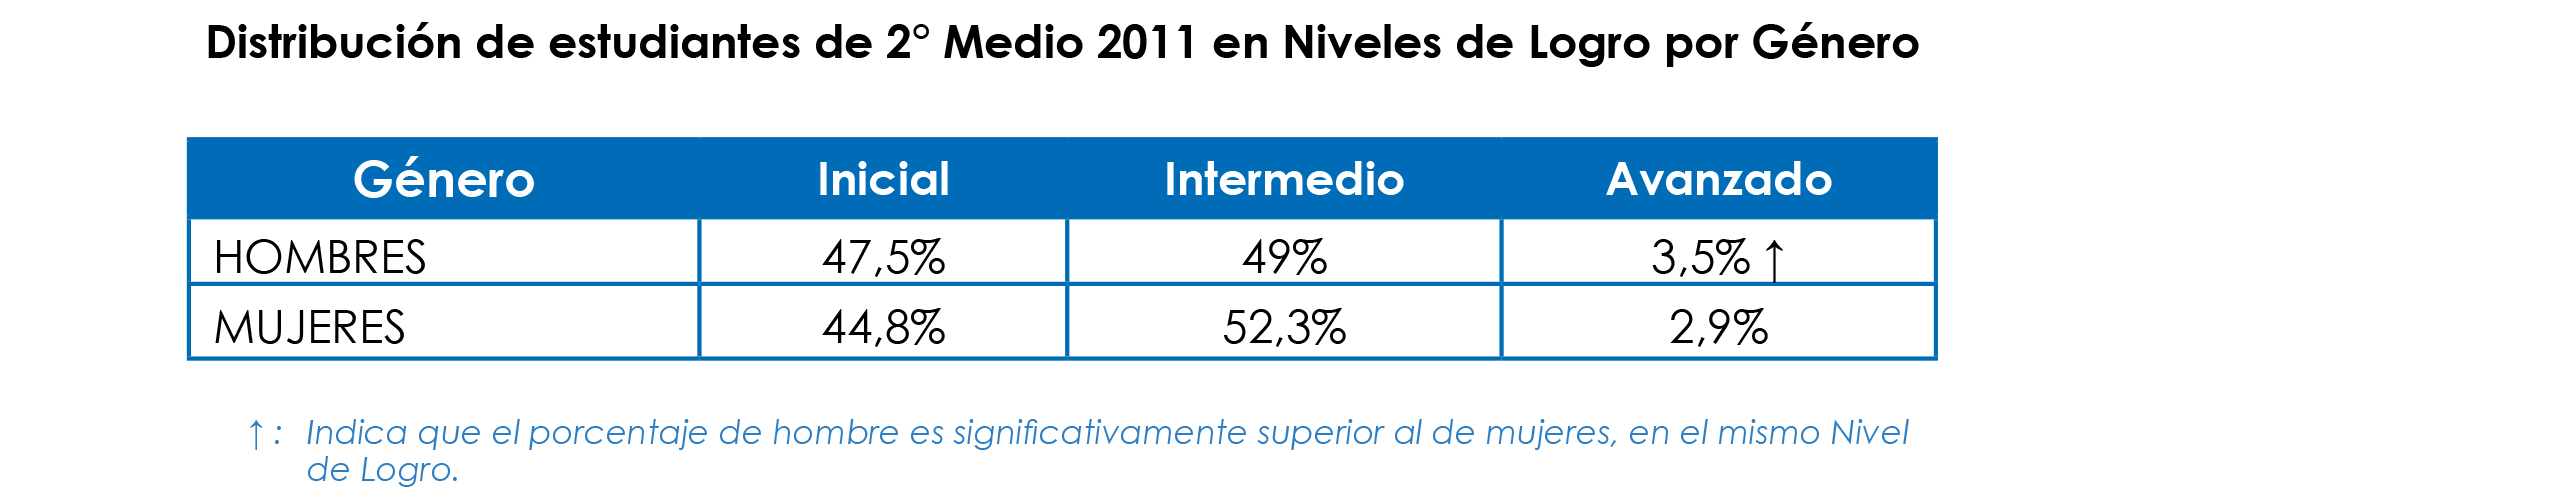 Distribución de estudiantes de 2° Medio 2011 en Niveles de Logro por Género
Género Inicial Intermedio Avanzado
HOMBRES 47,5% 49% 3,5% ↑
MUJERES 44,8% 52,3% 2,9%
↑ : Indica que el porcentaje de hombre es significativamente superior al de mujeres, en el mismo Nivel
de Logro.